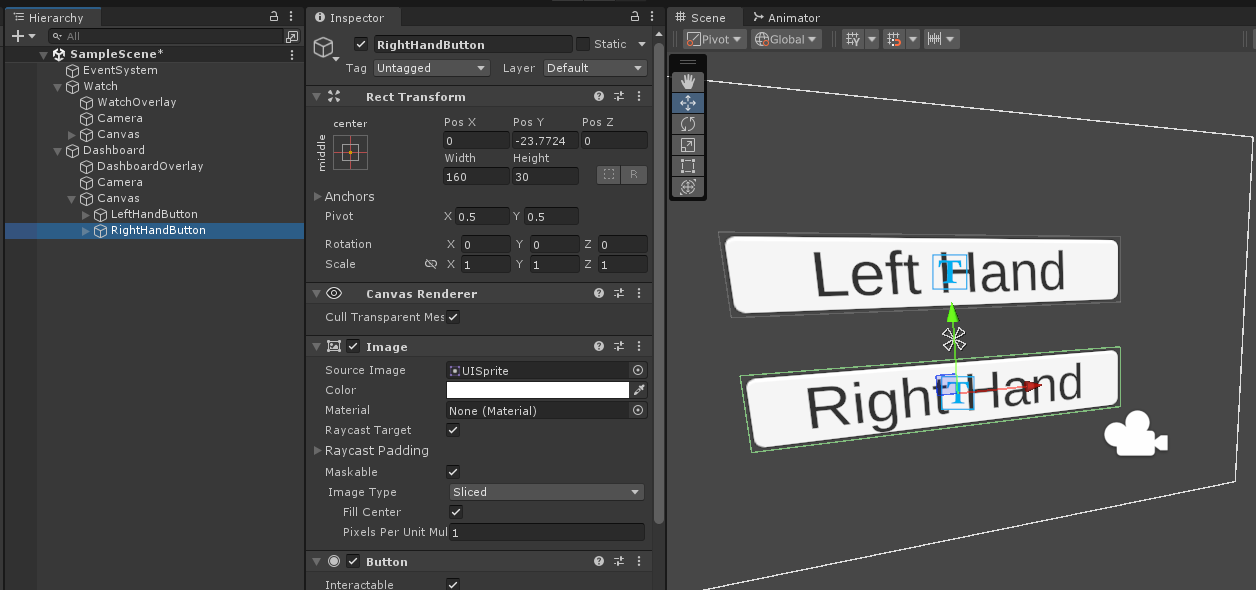 Hierarchy
All
SampleScene*
EventSystem
Watch
WatchOverlay
Camera
Canvas
Dashboard
DashboardOverlay
Camera
Canvas
LeftHandButton
RightHandButton
Inspector
RightHandButton Static
Tag Untagged Layer Default
Rect Transform
center
middle
Pos X Pos Y Pos Z
0 -23.7724 0
Width Height
160 30
R
Anchors
Pivot X 0.5 Y 0.5
Rotation X 0 Y 0 Z 0
Scale X 1 Y 1 Z 1
Canvas Renderer
Cull Transparent Mes
Image
Source Image UISprite
Color
Material None (Material)
Raycast Target
Raycast Padding
Maskable
Image Type Sliced
Fill Center
Pixels Per Unit Mul 1
Button
Interactable
Scene Animator
Pivot Global
Left Hand
T
Right Hand
T